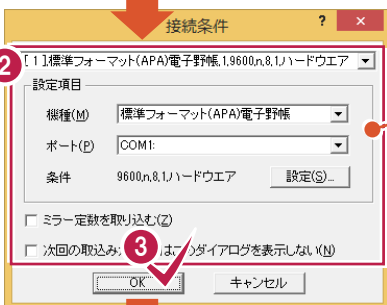 接続条件 ? ×
2 [ 1 ].標準フォーマット(APA)電子野帳,1,9600,n,8,1,ハードウエア
設定項目
機種(M) 標準フォーマット(APA)電子野帳
ポート(P) COM1:
条件 9600,n,8,1,ハードウエア 設定(S)...
ミラー定数を取り込む(Z)
次回の取込み はこのダイアログを表示しない(N)
3
OK キャンセル